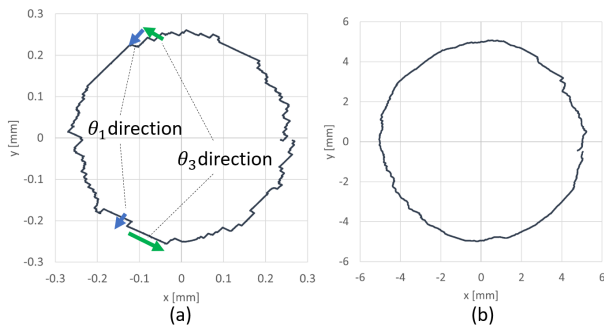 0.3
0.2
0.1
0
-0.1
-0.2
-0.3
-0.3 -0.2 -0.1 0 0.1 0.2 0.3
y [mm]
x [mm]
θ1 direction
θ3 direction
(a)
6
4
2
0
-2
-4
-6
-6 -4 -2 0 2 4 6
y [mm]
x [mm]
(b)